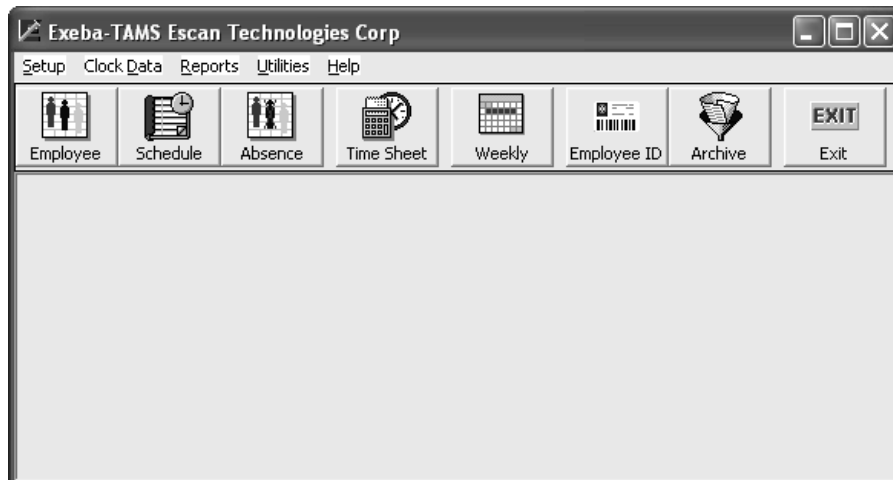 Exeba-TAMS Escan Technologies Corp
Setup Clock Data Reports Utilities Help
EXIT
Employee Schedule Absence Time Sheet Weekly Employee ID Archive Exit